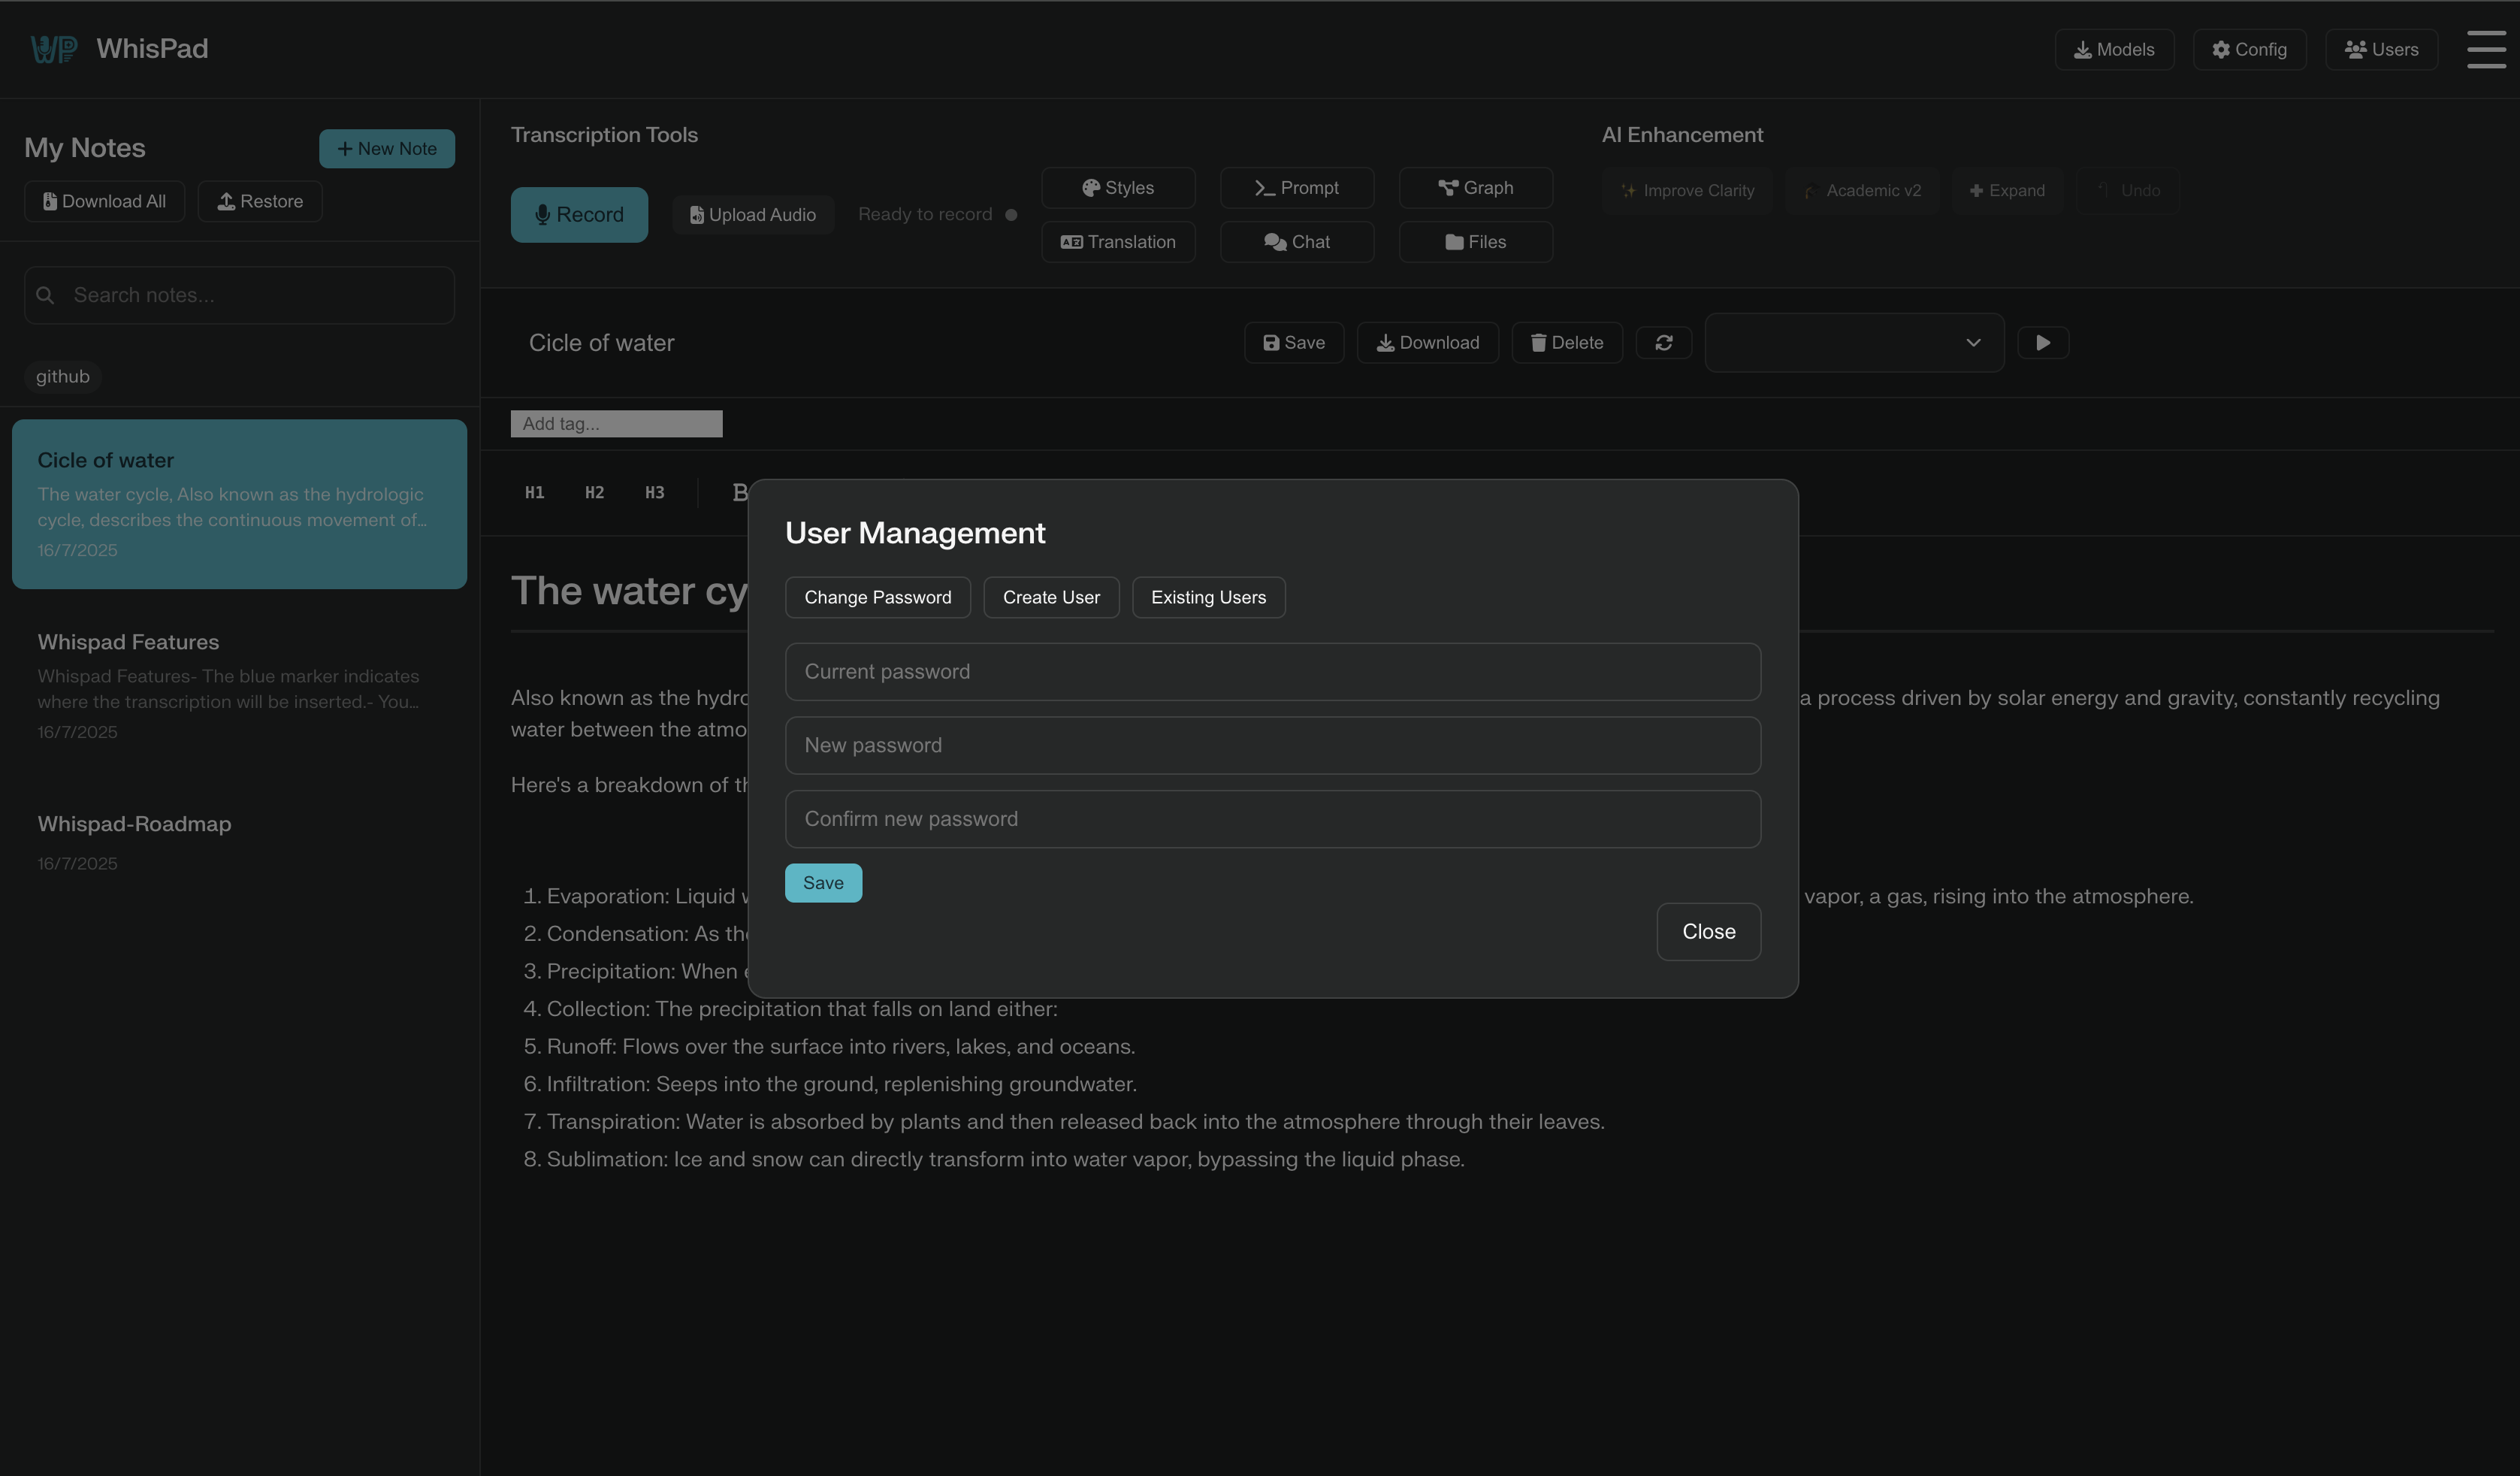 WP WhisPad
Models
Config
Users
My Notes
+ New Note
Download All
Restore
Search notes...
github
Cicle of water
The water cycle, Also known as the hydrologic
cycle, describes the continuous movement of...
16/7/2025
Whispad Features
Whispad Features- The blue marker indicates
where the transcription will be inserted.- You...
16/7/2025
Whispad-Roadmap
16/7/2025
Transcription Tools
Record
Upload Audio
Ready to record
Styles
Prompt
Graph
Translation
Chat
Files
AI Enhancement
Improve Clarity
Academic v2
Expand
Undo
Cicle of water
Save
Download
Delete
Add tag...
H1 H2 H3 B
The water cy
Also known as the hydro
a process driven by solar energy and gravity, constantly recycling
water between the atmo
Here's a breakdown of th
1. Evaporation: Liquid w
vapor, a gas, rising into the atmosphere.
2. Condensation: As the
3. Precipitation: When e
4. Collection: The precipitation that falls on land either:
5. Runoff: Flows over the surface into rivers, lakes, and oceans.
6. Infiltration: Seeps into the ground, replenishing groundwater.
7. Transpiration: Water is absorbed by plants and then released back into the atmosphere through their leaves.
8. Sublimation: Ice and snow can directly transform into water vapor, bypassing the liquid phase.
User Management
Change Password
Create User
Existing Users
Current password
New password
Confirm new password
Save
Close